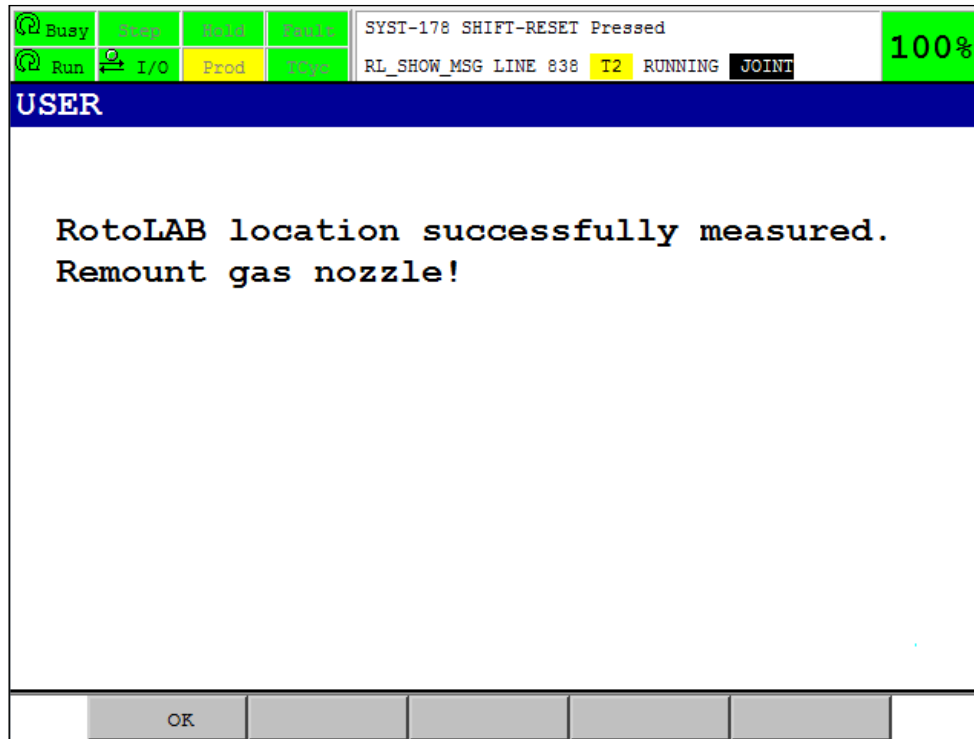 Busy Step Hold Fault SYST-178 SHIFT-RESET Pressed
Run I/O Prod TCyc RL_SHOW_MSG LINE 838 T2 RUNNING JOINT 100%
USER
RotoLAB location successfully measured.
Remount gas nozzle!
OK